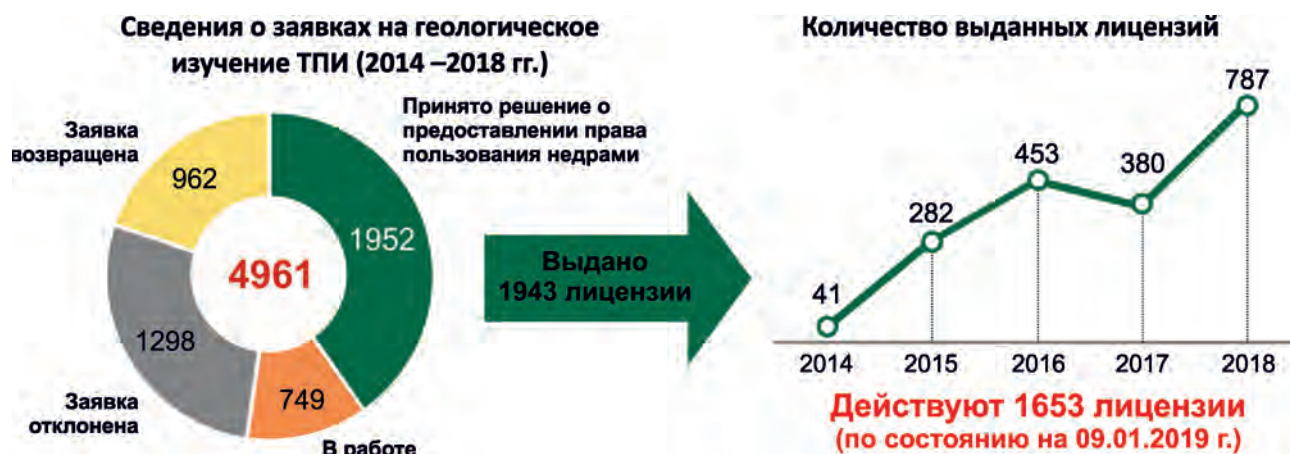 Сведения о заявках на геологическое
изучение ТПИ (2014 –2018 гг.)
Заявка
возвращена
962
Принято решение о
предоставлении права
пользования недрами
1952
4961
1298
749
Заявка
отклонена
В работе
Выдано
1943 лицензии
Количество выданных лицензий
41
282
453
380
787
2014
2015
2016
2017
2018
Действуют 1653 лицензии
(по состоянию на 09.01.2019 г.)